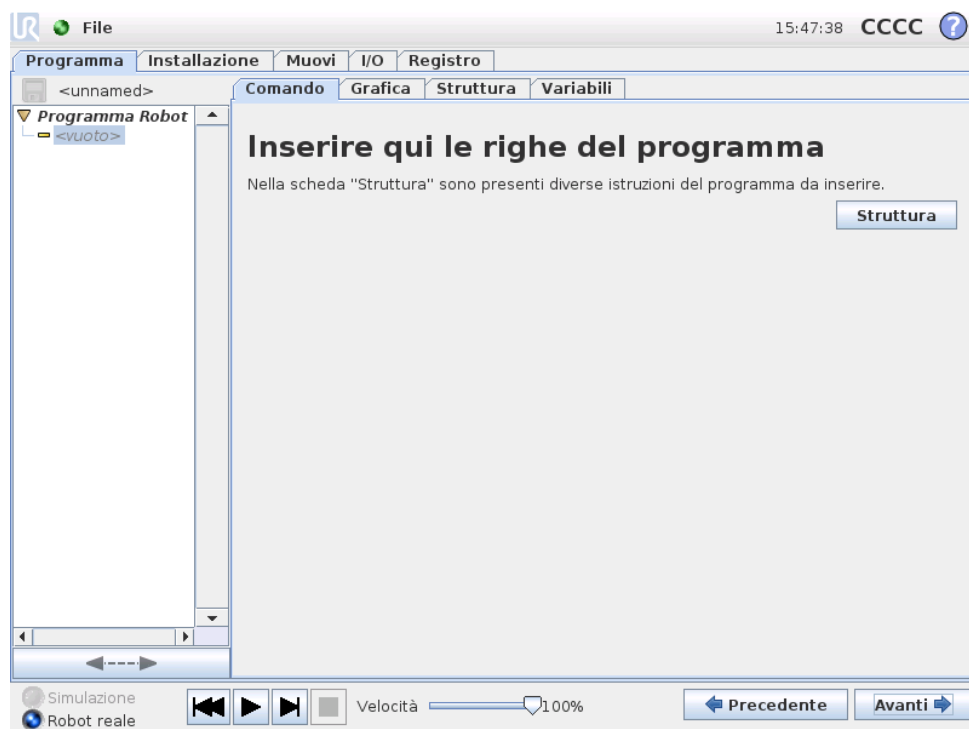 File 15:47:38 CCCC ?
Programma Installazione Muovi I/O Registro
<unnamed> Comando Grafica Struttura Variabili
Programma Robot
<vuoto>
Inserire qui le righe del programma
Nella scheda "Struttura" sono presenti diverse istruzioni del programma da inserire.
Struttura
Simulazione
Robot reale
Velocità 100%
Precedente Avanti